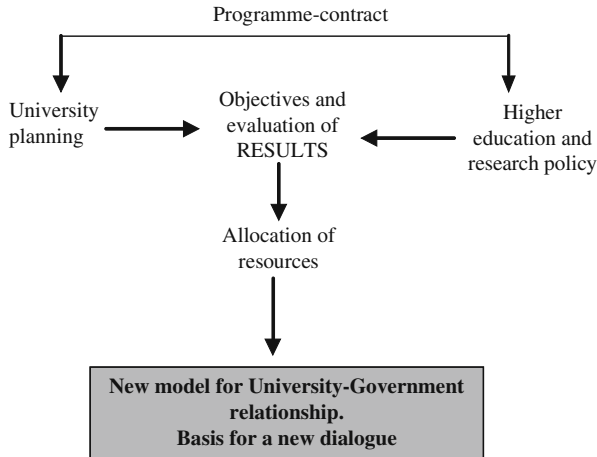 Programme-contract
University
planning
Objectives and
evaluation of
RESULTS
Higher
education and
research policy
Allocation of
resources
New model for University-Government
relationship.
Basis for a new dialogue